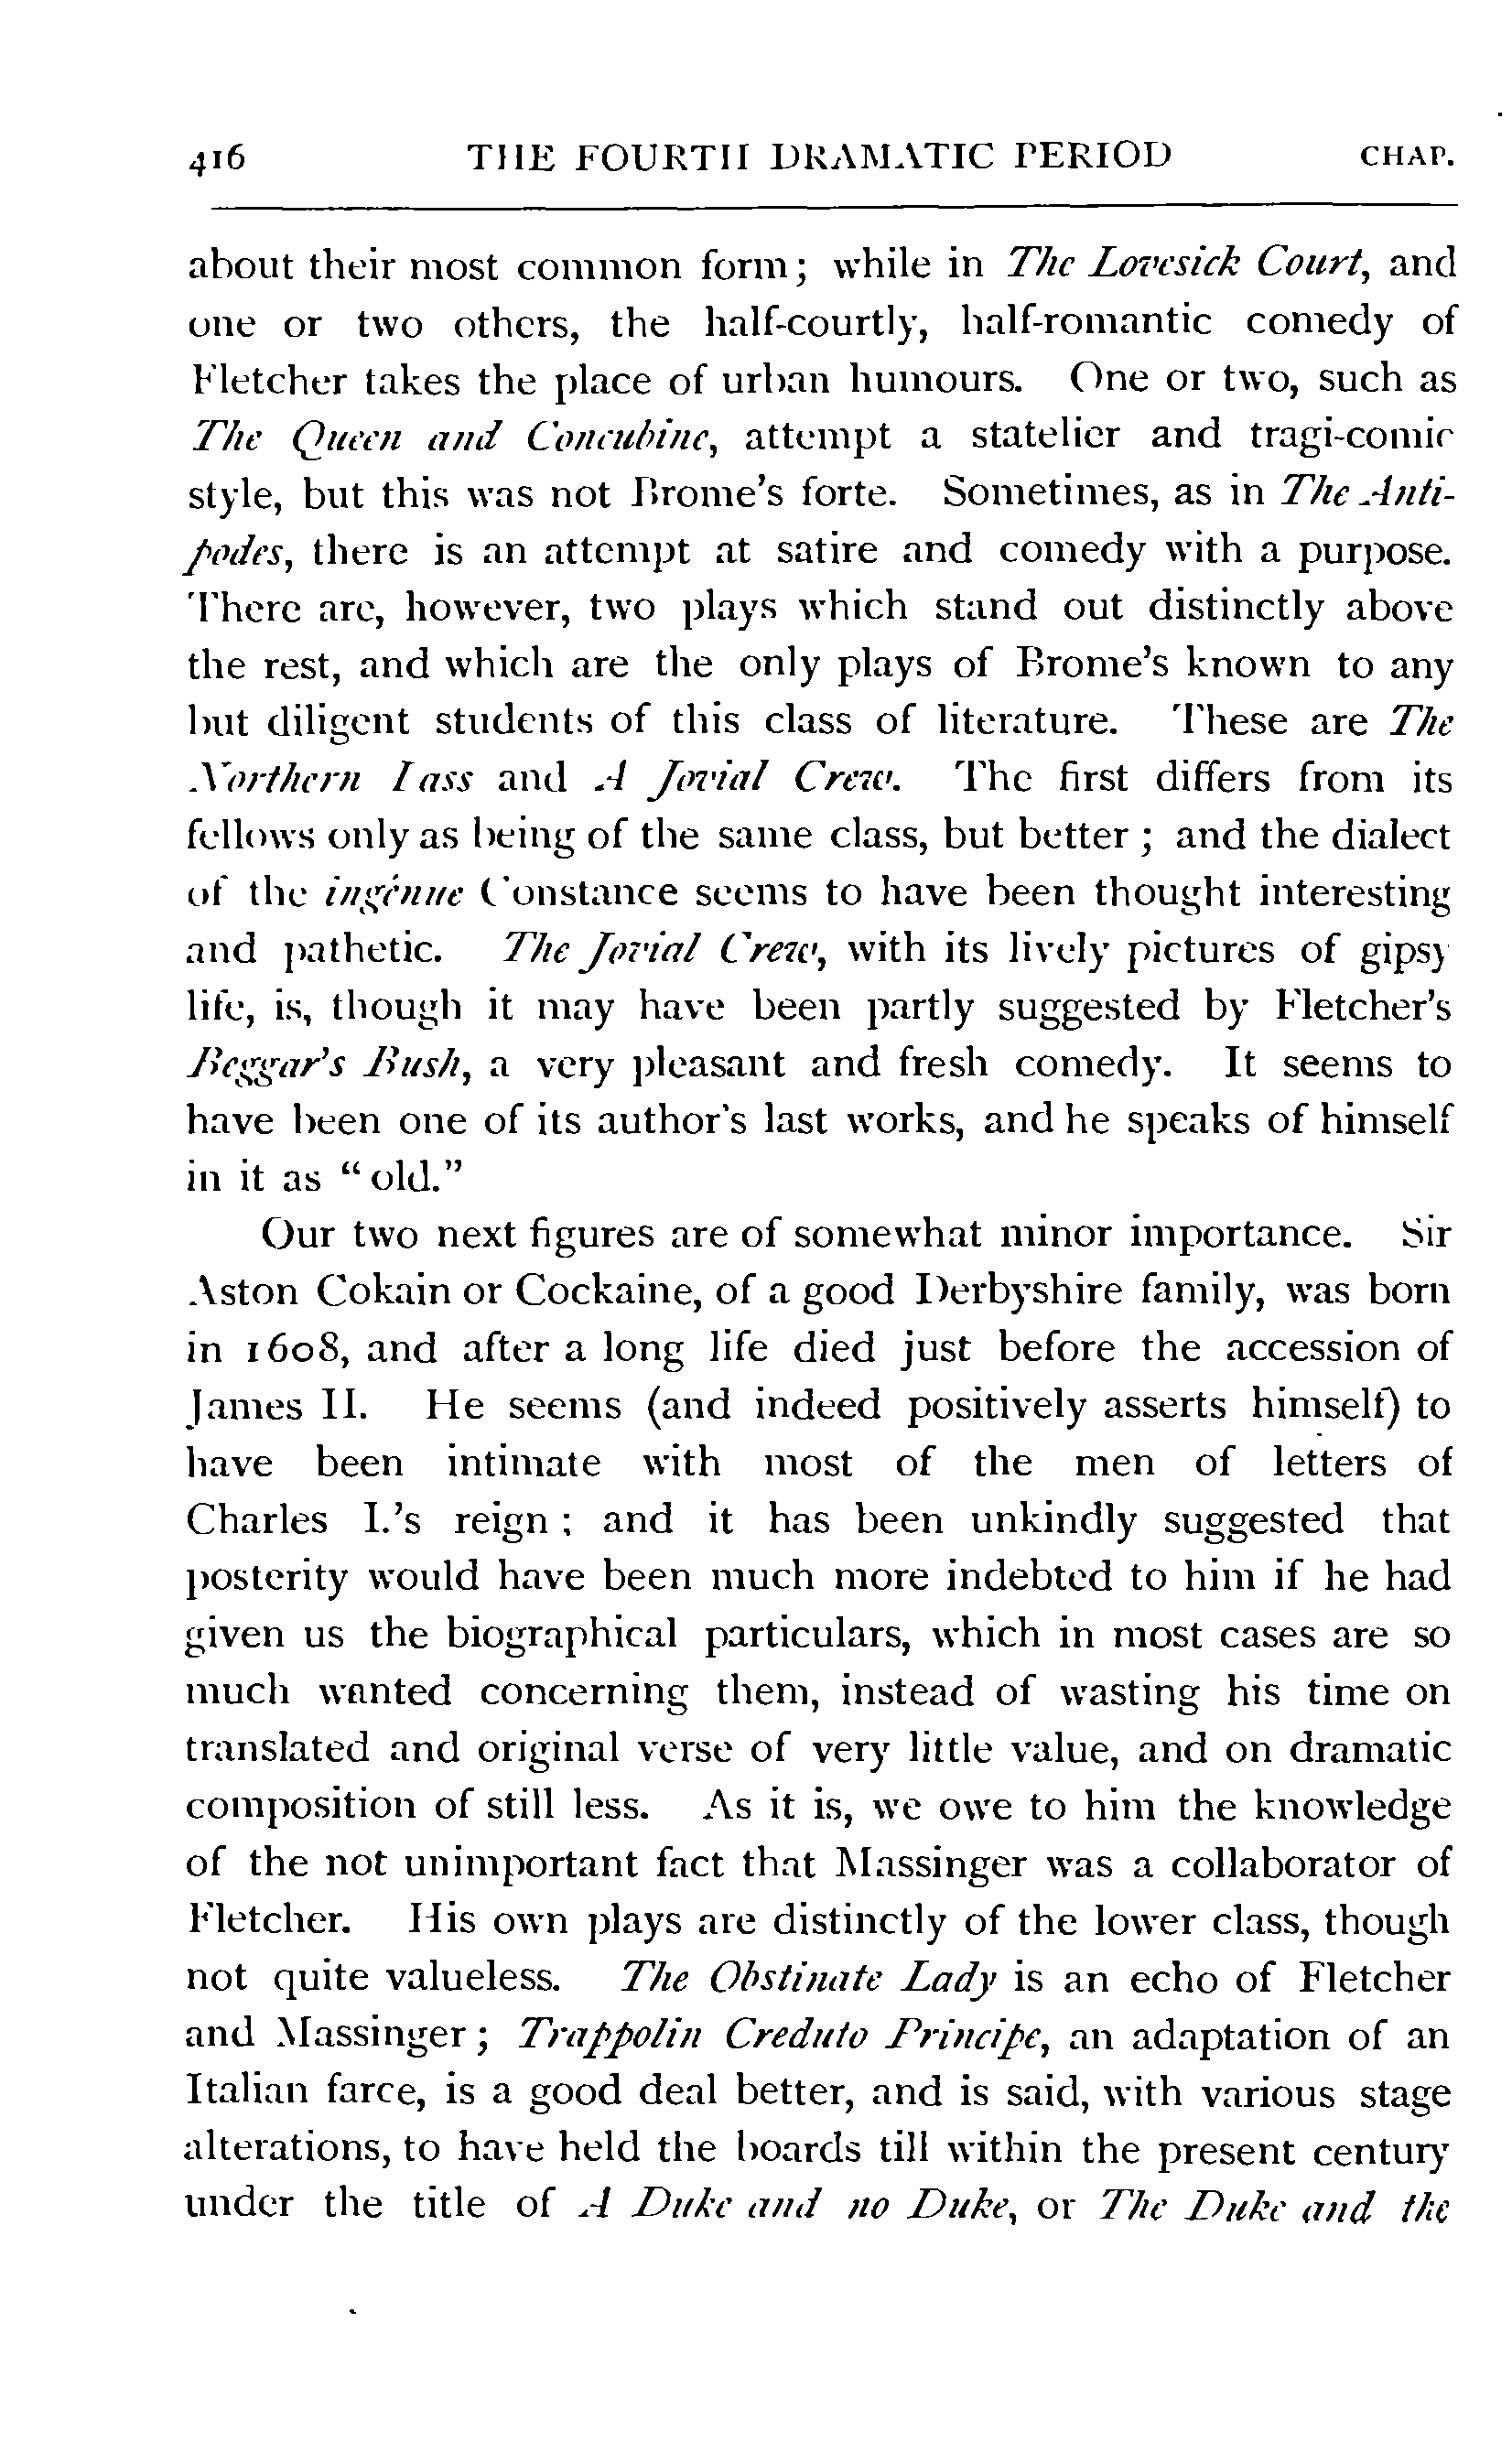 416 THE FOURTH DRAMATIC PERIOD CHAP.
about their most common form; while in The Lovesick Court, and
one or two others, the half-courtly, half-romantic comedy of
Fletcher takes the place of urban humours. One or two, such as
The Queen and Concubine, attempt a statelier and tragi-comic
style, but this was not Brome's forte. Sometimes, as in The Anti-
podes, there is an attempt at satire and comedy with a purpose.
There are, however, two plays which stand out distinctly above
the rest, and which are the only plays of Brome's known to any
but diligent students of this class of literature. These are The
Northern Lass and A Jovial Crew. The first differs from its
fellows only as being of the same class, but better; and the dialect
of the ingénue Constance seems to have been thought interesting
and pathetic. The Jovial Crew, with its lively pictures of gipsy
life, is, though it may have been partly suggested by Fletcher's
Beggar's Bush, a very pleasant and fresh comedy. It seems to
have been one of its author's last works, and he speaks of himself
in it as "old."
Our two next figures are of somewhat minor importance. Sir
Aston Cokain or Cockaine, of a good Derbyshire family, was born
in 1608, and after a long life died just before the accession of
James II. He seems (and indeed positively asserts himself) to
have been intimate with most of the men of letters of
Charles I.'s reign; and it has been unkindly suggested that
posterity would have been much more indebted to him if he had
given us the biographical particulars, which in most cases are so
much wanted concerning them, instead of wasting his time on
translated and original verse of very little value, and on dramatic
composition of still less. As it is, we owe to him the knowledge
of the not unimportant fact that Massinger was a collaborator of
Fletcher. His own plays are distinctly of the lower class, though
not quite valueless. The Obstinate Lady is an echo of Fletcher
and Massinger; Trappolin Creduto Principe, an adaptation of an
Italian farce, is a good deal better, and is said, with various stage
alterations, to have held the boards till within the present century
under the title of A Duke and no Duke, or The Duke and the